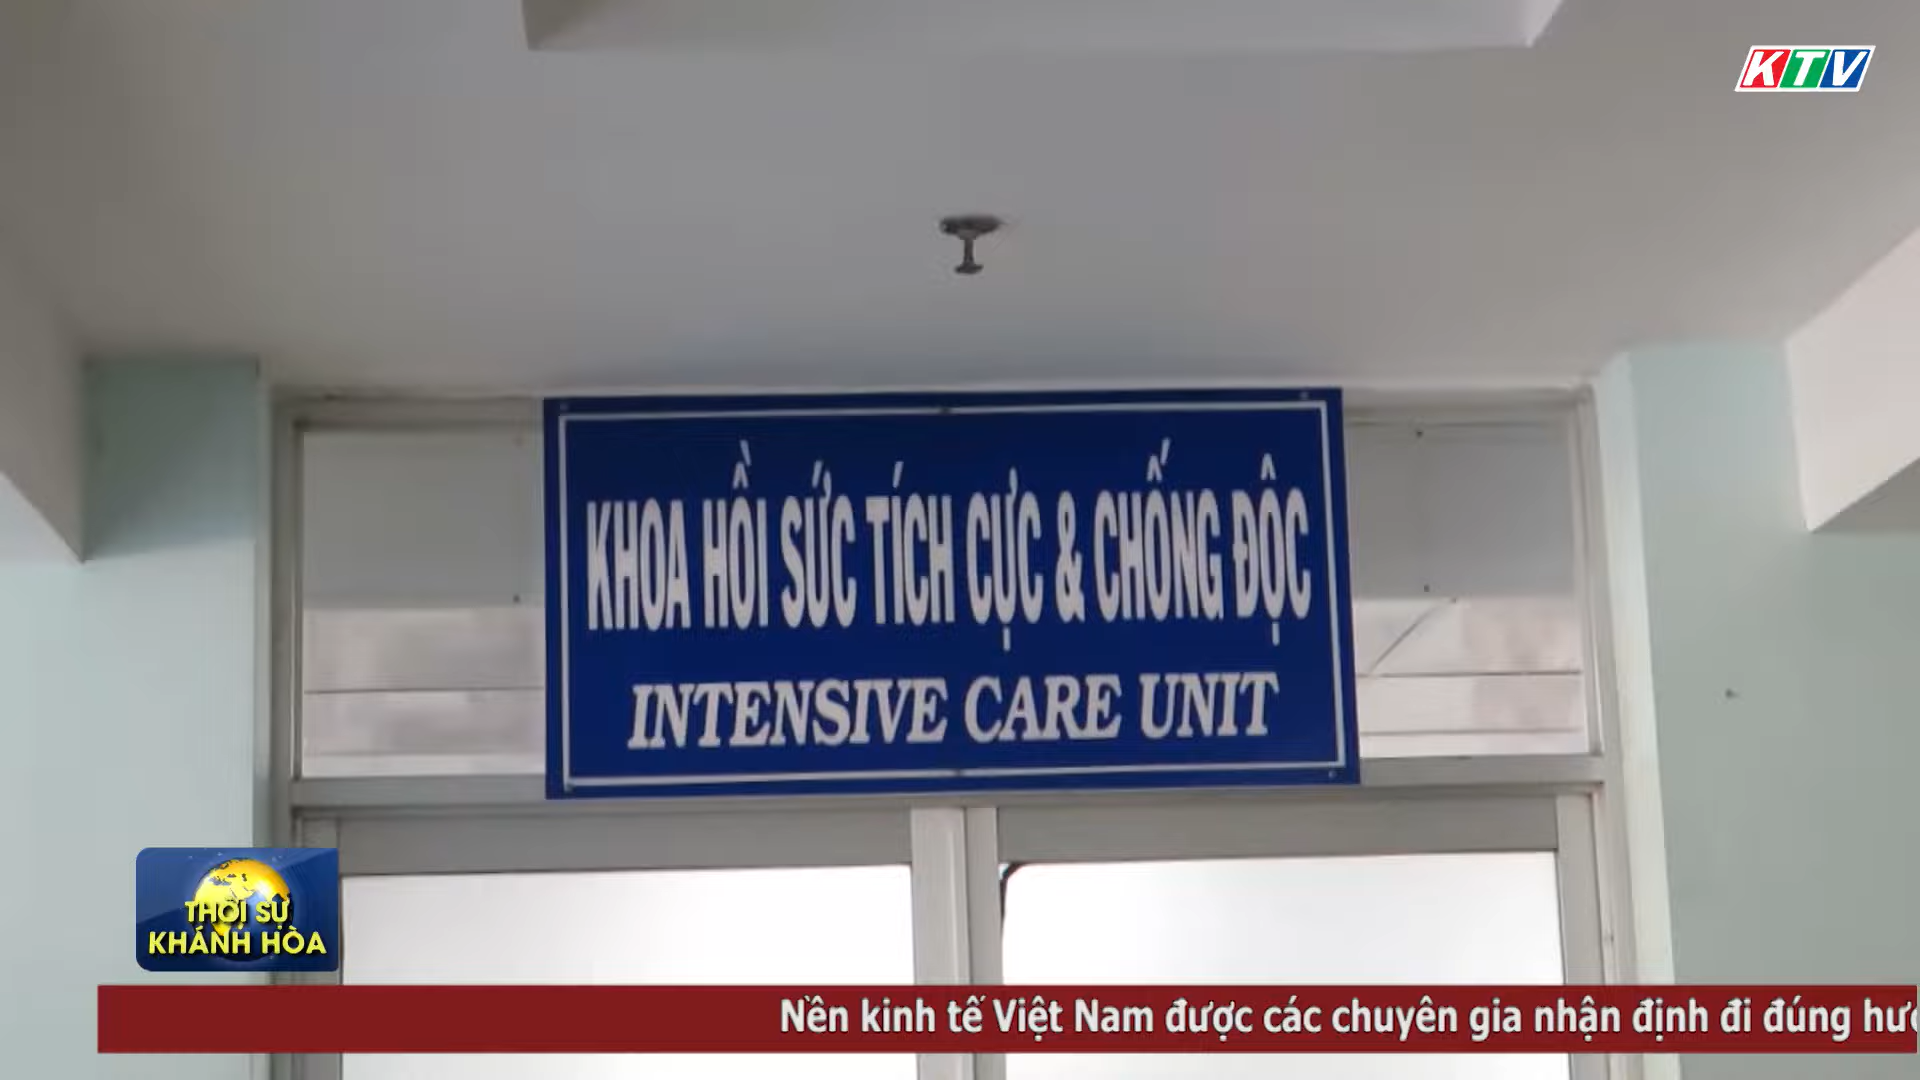 KTV
KHOA HỒI SỨC TÍCH CỰC & CHỐNG ĐỘC
INTENSIVE CARE UNIT
THỜI SỰ
KHÁNH HÒA
Nền kinh tế Việt Nam được các chuyên gia nhận định đi đúng